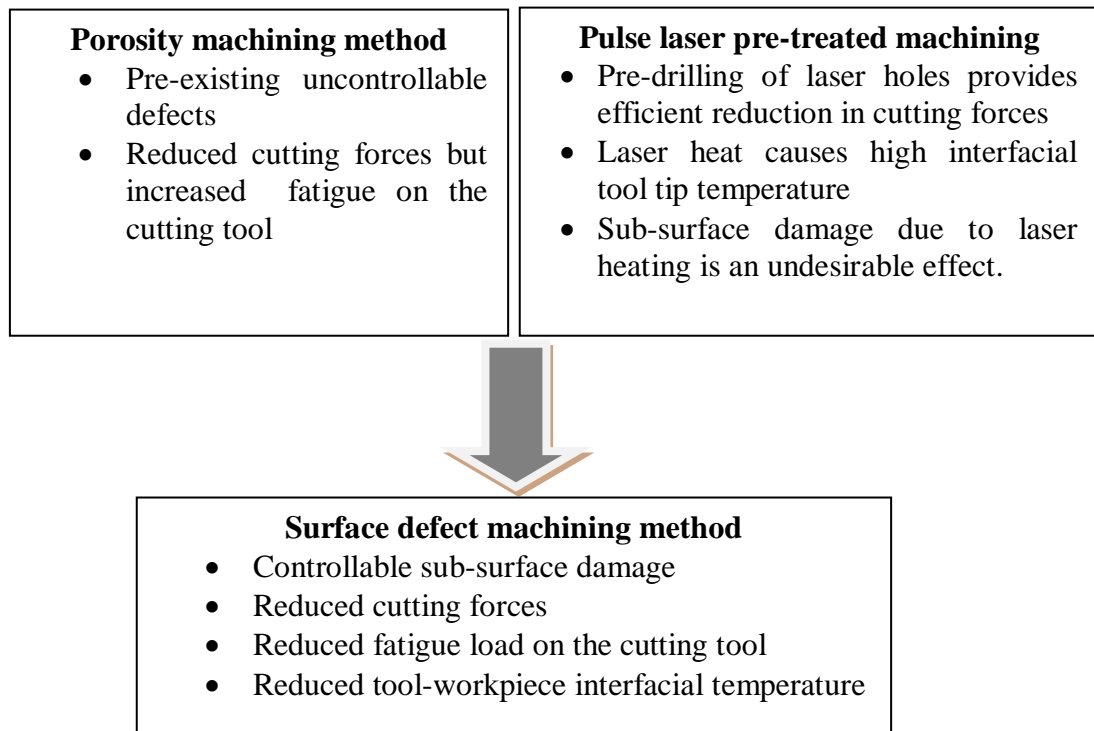 Porosity machining method
• Pre-existing uncontrollable
defects
• Reduced cutting forces but
increased fatigue on the
cutting tool
Pulse laser pre-treated machining
• Pre-drilling of laser holes provides
efficient reduction in cutting forces
• Laser heat causes high interfacial
tool tip temperature
• Sub-surface damage due to laser
heating is an undesirable effect.
Surface defect machining method
• Controllable sub-surface damage
• Reduced cutting forces
• Reduced fatigue load on the cutting tool
• Reduced tool-workpiece interfacial temperature